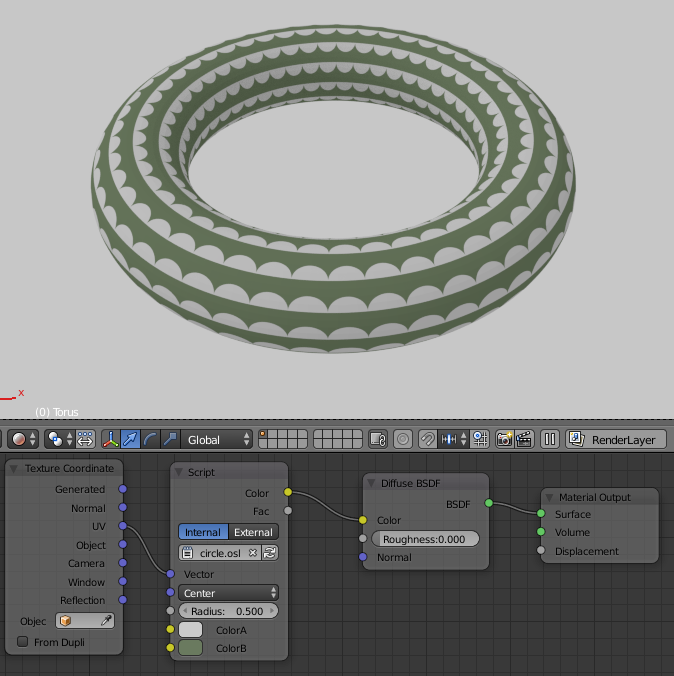 x
(0) Torus
Global
RenderLayer
Texture Coordinate
Generated
Normal
UV
Object
Camera
Window
Reflection
Objec
From Dupli
Script
Color
Fac
Internal External
circle.osl
Vector
Center
Radius: 0.500
ColorA
ColorB
Diffuse BSDF
BSDF
Color
Roughness:0.000
Normal
Material Output
Surface
Volume
Displacement